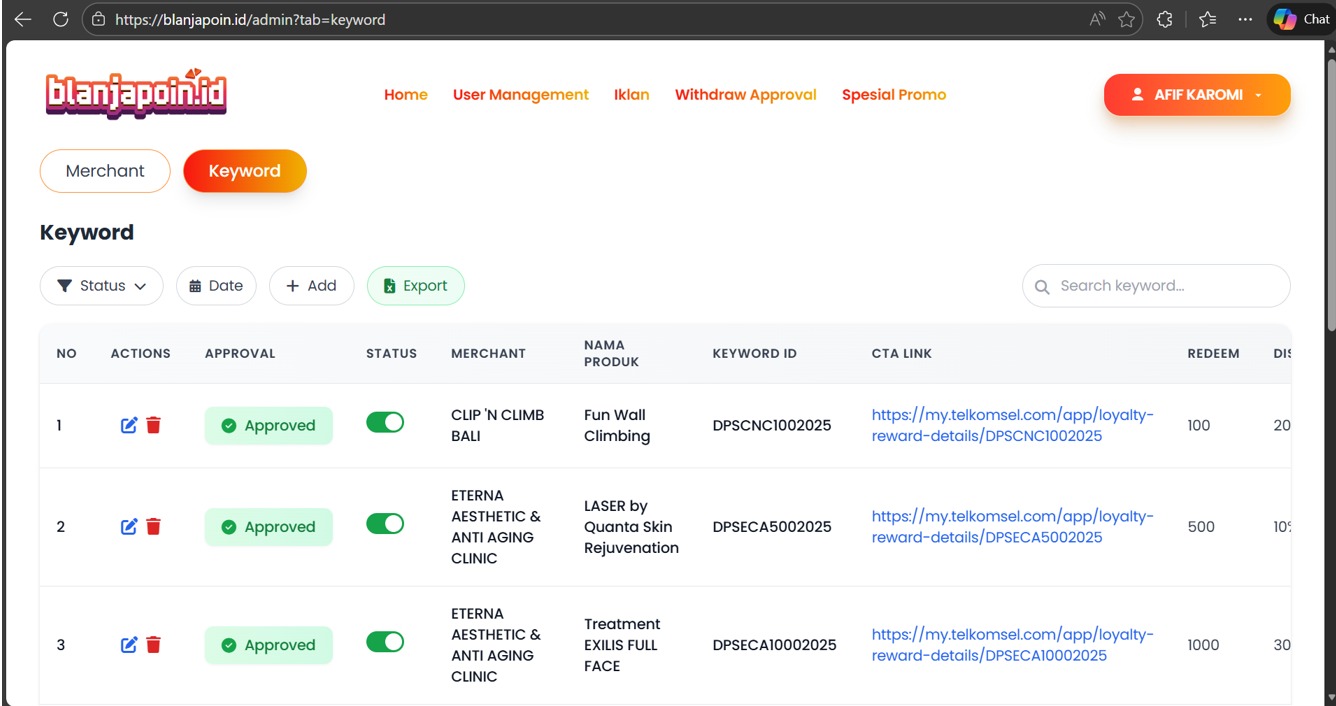 https://blanjapoin.id/admin?tab=keyword
Chat
blanjapoin.id
Home
User Management
Iklan
Withdraw Approval
Spesial Promo
AFIF KAROMI
Merchant
Keyword
Keyword
Status
Date
+ Add
Export
Search keyword...
NO
ACTIONS
APPROVAL
STATUS
MERCHANT
NAMA
PRODUK
KEYWORD ID
CTA LINK
REDEEM
1
Approved
CLIP 'N CLIMB
BALI
Fun Wall
Climbing
DPSCNC1002025
https://my.telkomsel.com/app/loyalty-
reward-details/DPSCNC1002025
100
20
2
Approved
ETERNA
AESTHETIC &
ANTI AGING
CLINIC
LASER by
Quanta Skin
Rejuvenation
DPSECA5002025
https://my.telkomsel.com/app/loyalty-
reward-details/DPSECA5002025
500
10%
3
Approved
ETERNA
AESTHETIC &
ANTI AGING
CLINIC
Treatment
EXILIS FULL
FACE
DPSECA10002025
https://my.telkomsel.com/app/loyalty-
reward-details/DPSECA10002025
1000
30